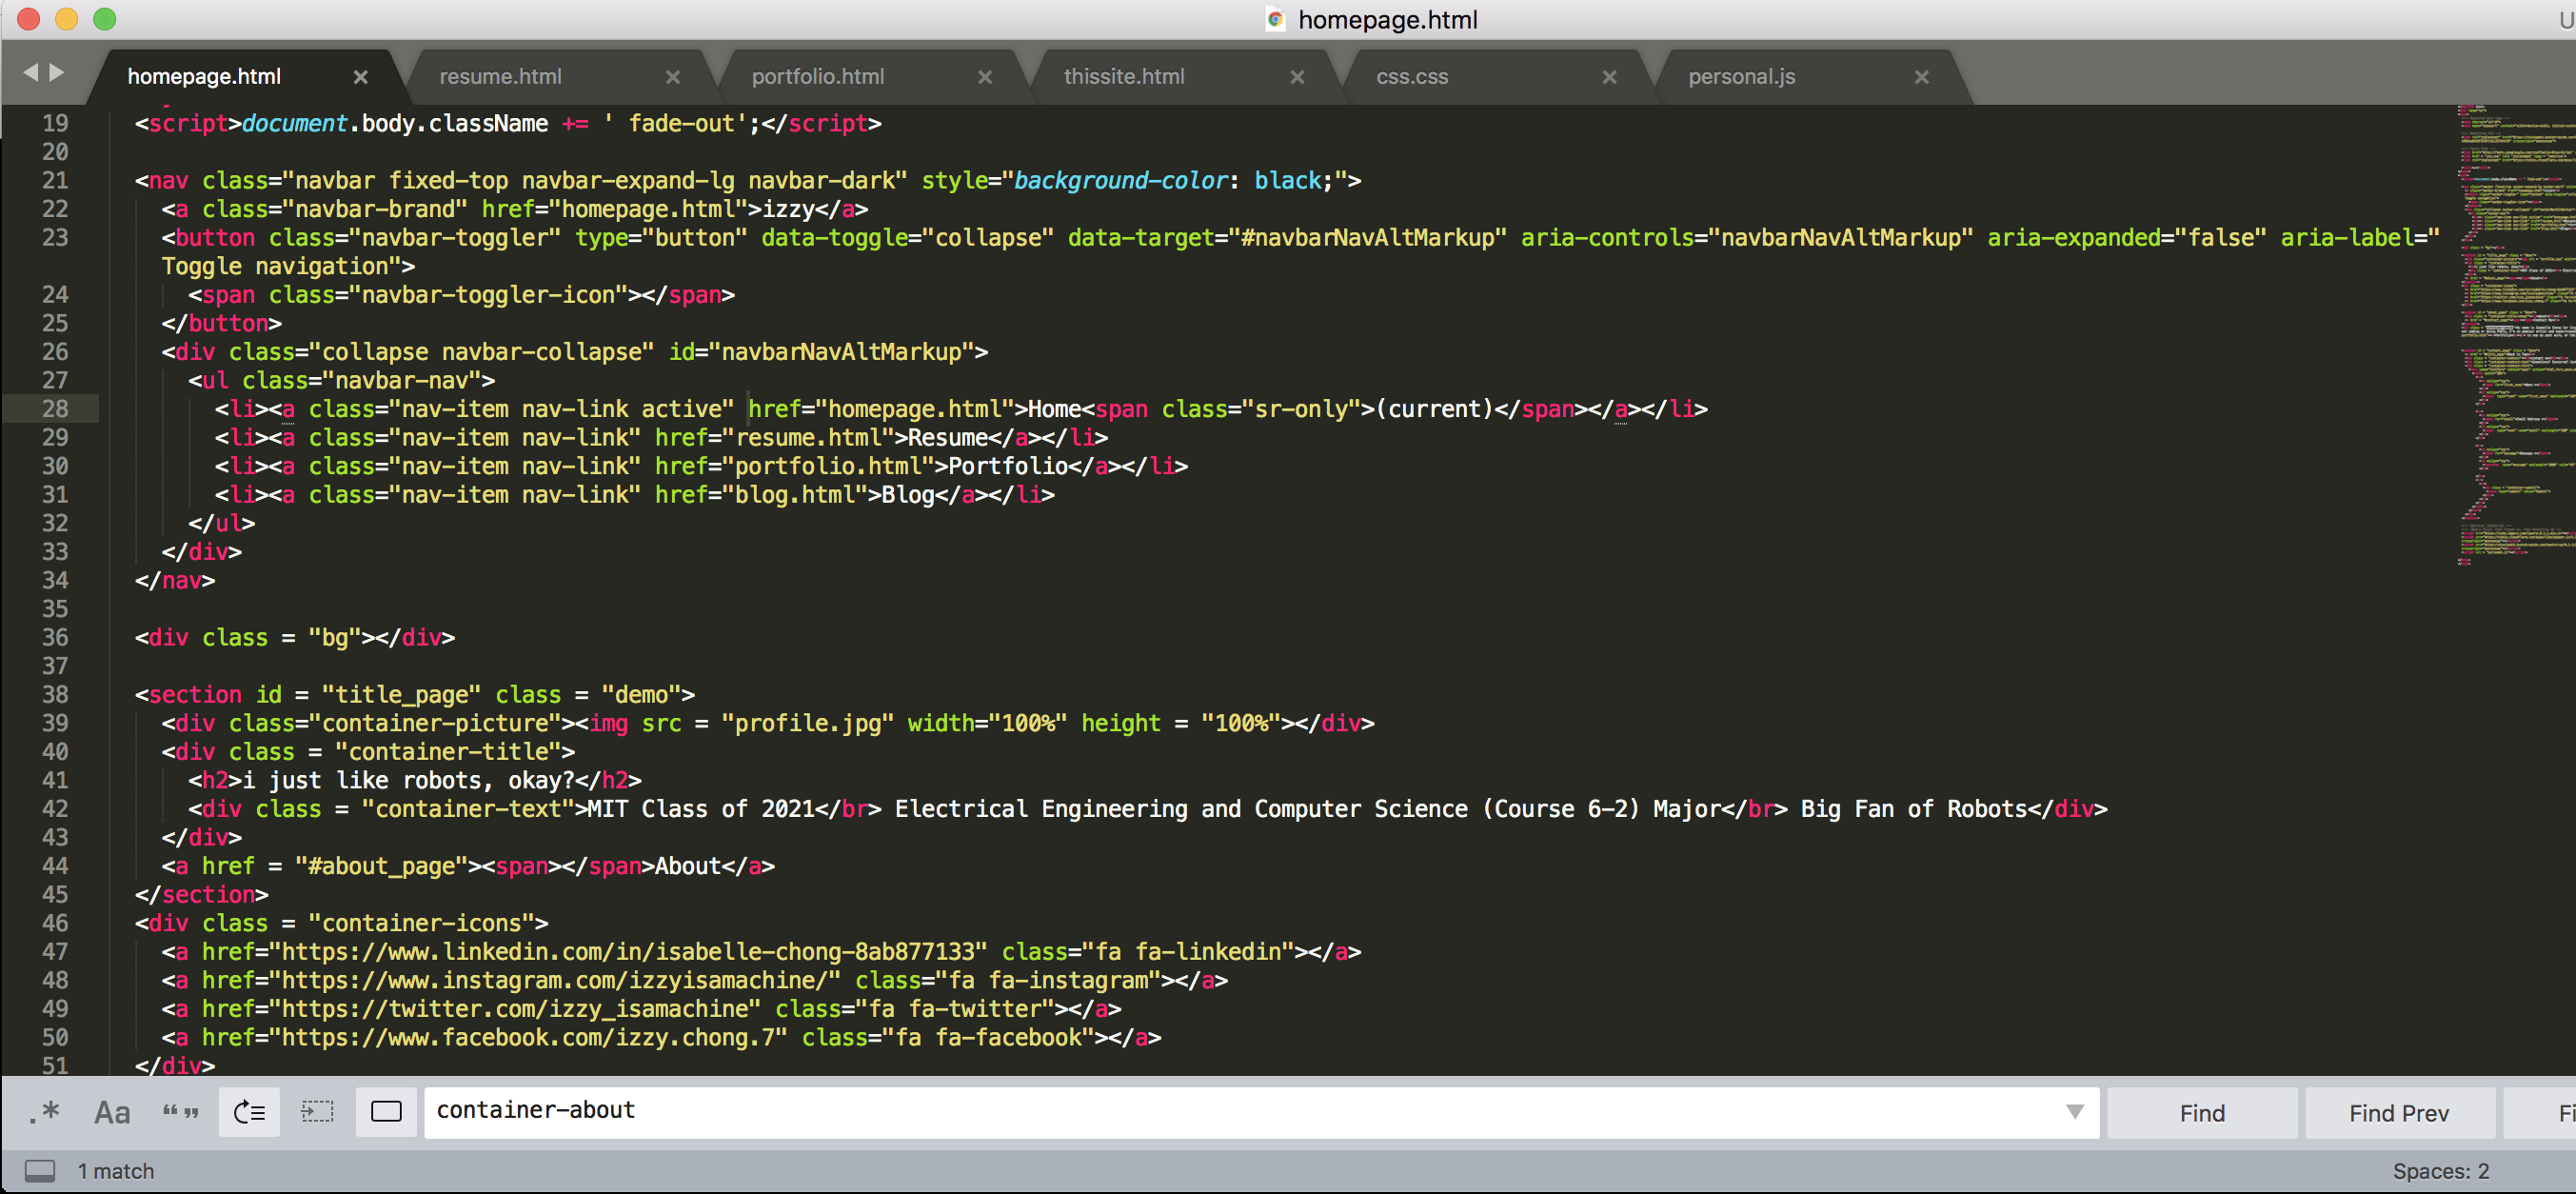 homepage.html
homepage.html × resume.html × portfolio.html × thissite.html × css.css × personal.js ×
19 <script>document.body.className += ' fade-out';</script>
20
21 <nav class="navbar fixed-top navbar-expand-lg navbar-dark" style="background-color: black;">
22 <a class="navbar-brand" href="homepage.html">izzy</a>
23 <button class="navbar-toggler" type="button" data-toggle="collapse" data-target="#navbarNavAltMarkup" aria-controls="navbarNavAltMarkup" aria-expanded="false" aria-label="
Toggle navigation">
24 <span class="navbar-toggler-icon"></span>
25 </button>
26 <div class="collapse navbar-collapse" id="navbarNavAltMarkup">
27 <ul class="navbar-nav">
28 <li><a class="nav-item nav-link active" href="homepage.html">Home<span class="sr-only">(current)</span></a></li>
29 <li><a class="nav-item nav-link" href="resume.html">Resume</a></li>
30 <li><a class="nav-item nav-link" href="portfolio.html">Portfolio</a></li>
31 <li><a class="nav-item nav-link" href="blog.html">Blog</a></li>
32 </ul>
33 </div>
34 </nav>
35
36 <div class = "bg"></div>
37
38 <section id = "title_page" class = "demo">
39 <div class="container-picture"><img src = "profile.jpg" width="100%" height = "100%"></div>
40 <div class = "container-title">
41 <h2>i just like robots, okay?</h2>
42 <div class = "container-text">MIT Class of 2021</br> Electrical Engineering and Computer Science (Course 6-2) Major</br> Big Fan of Robots</div>
43 </div>
44 <a href = "#about_page"><span></span>About</a>
45 </section>
46 <div class = "container-icons">
47 <a href="https://www.linkedin.com/in/isabelle-chong-8ab877133" class="fa fa-linkedin"></a>
48 <a href="https://www.instagram.com/izzyisamachine/" class="fa fa-instagram"></a>
49 <a href="https://twitter.com/izzy_isamachine" class="fa fa-twitter"></a>
50 <a href="https://www.facebook.com/izzy.chong.7" class="fa fa-facebook"></a>
51 </div>
.* Aa “” container-about Find Find Prev
1 match Spaces: 2